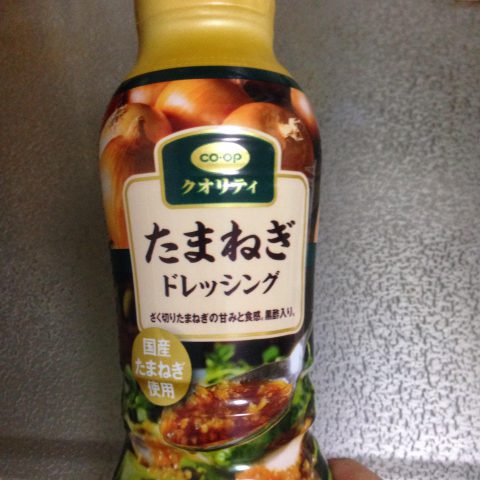 CO·OP
クオリティ
たまねぎ
ドレッシング
ざく切りたまねぎの甘みと食感。黒酢入り。
国産
たまねぎ
使用